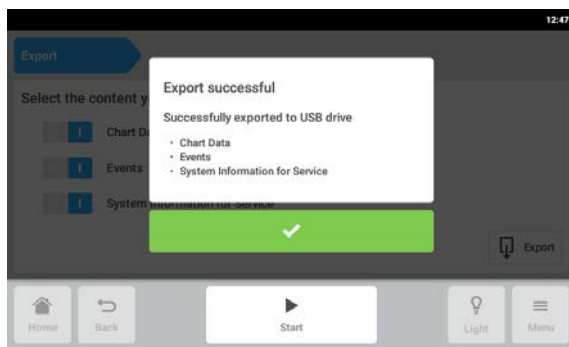 12:47
Export
Export successful
Select the content y
Successfully exported to USB drive
Chart D
· Chart Data
· Events
Events
· System Information for Service
System Information for Service
Export
Home
Back
Start
Light
Menu